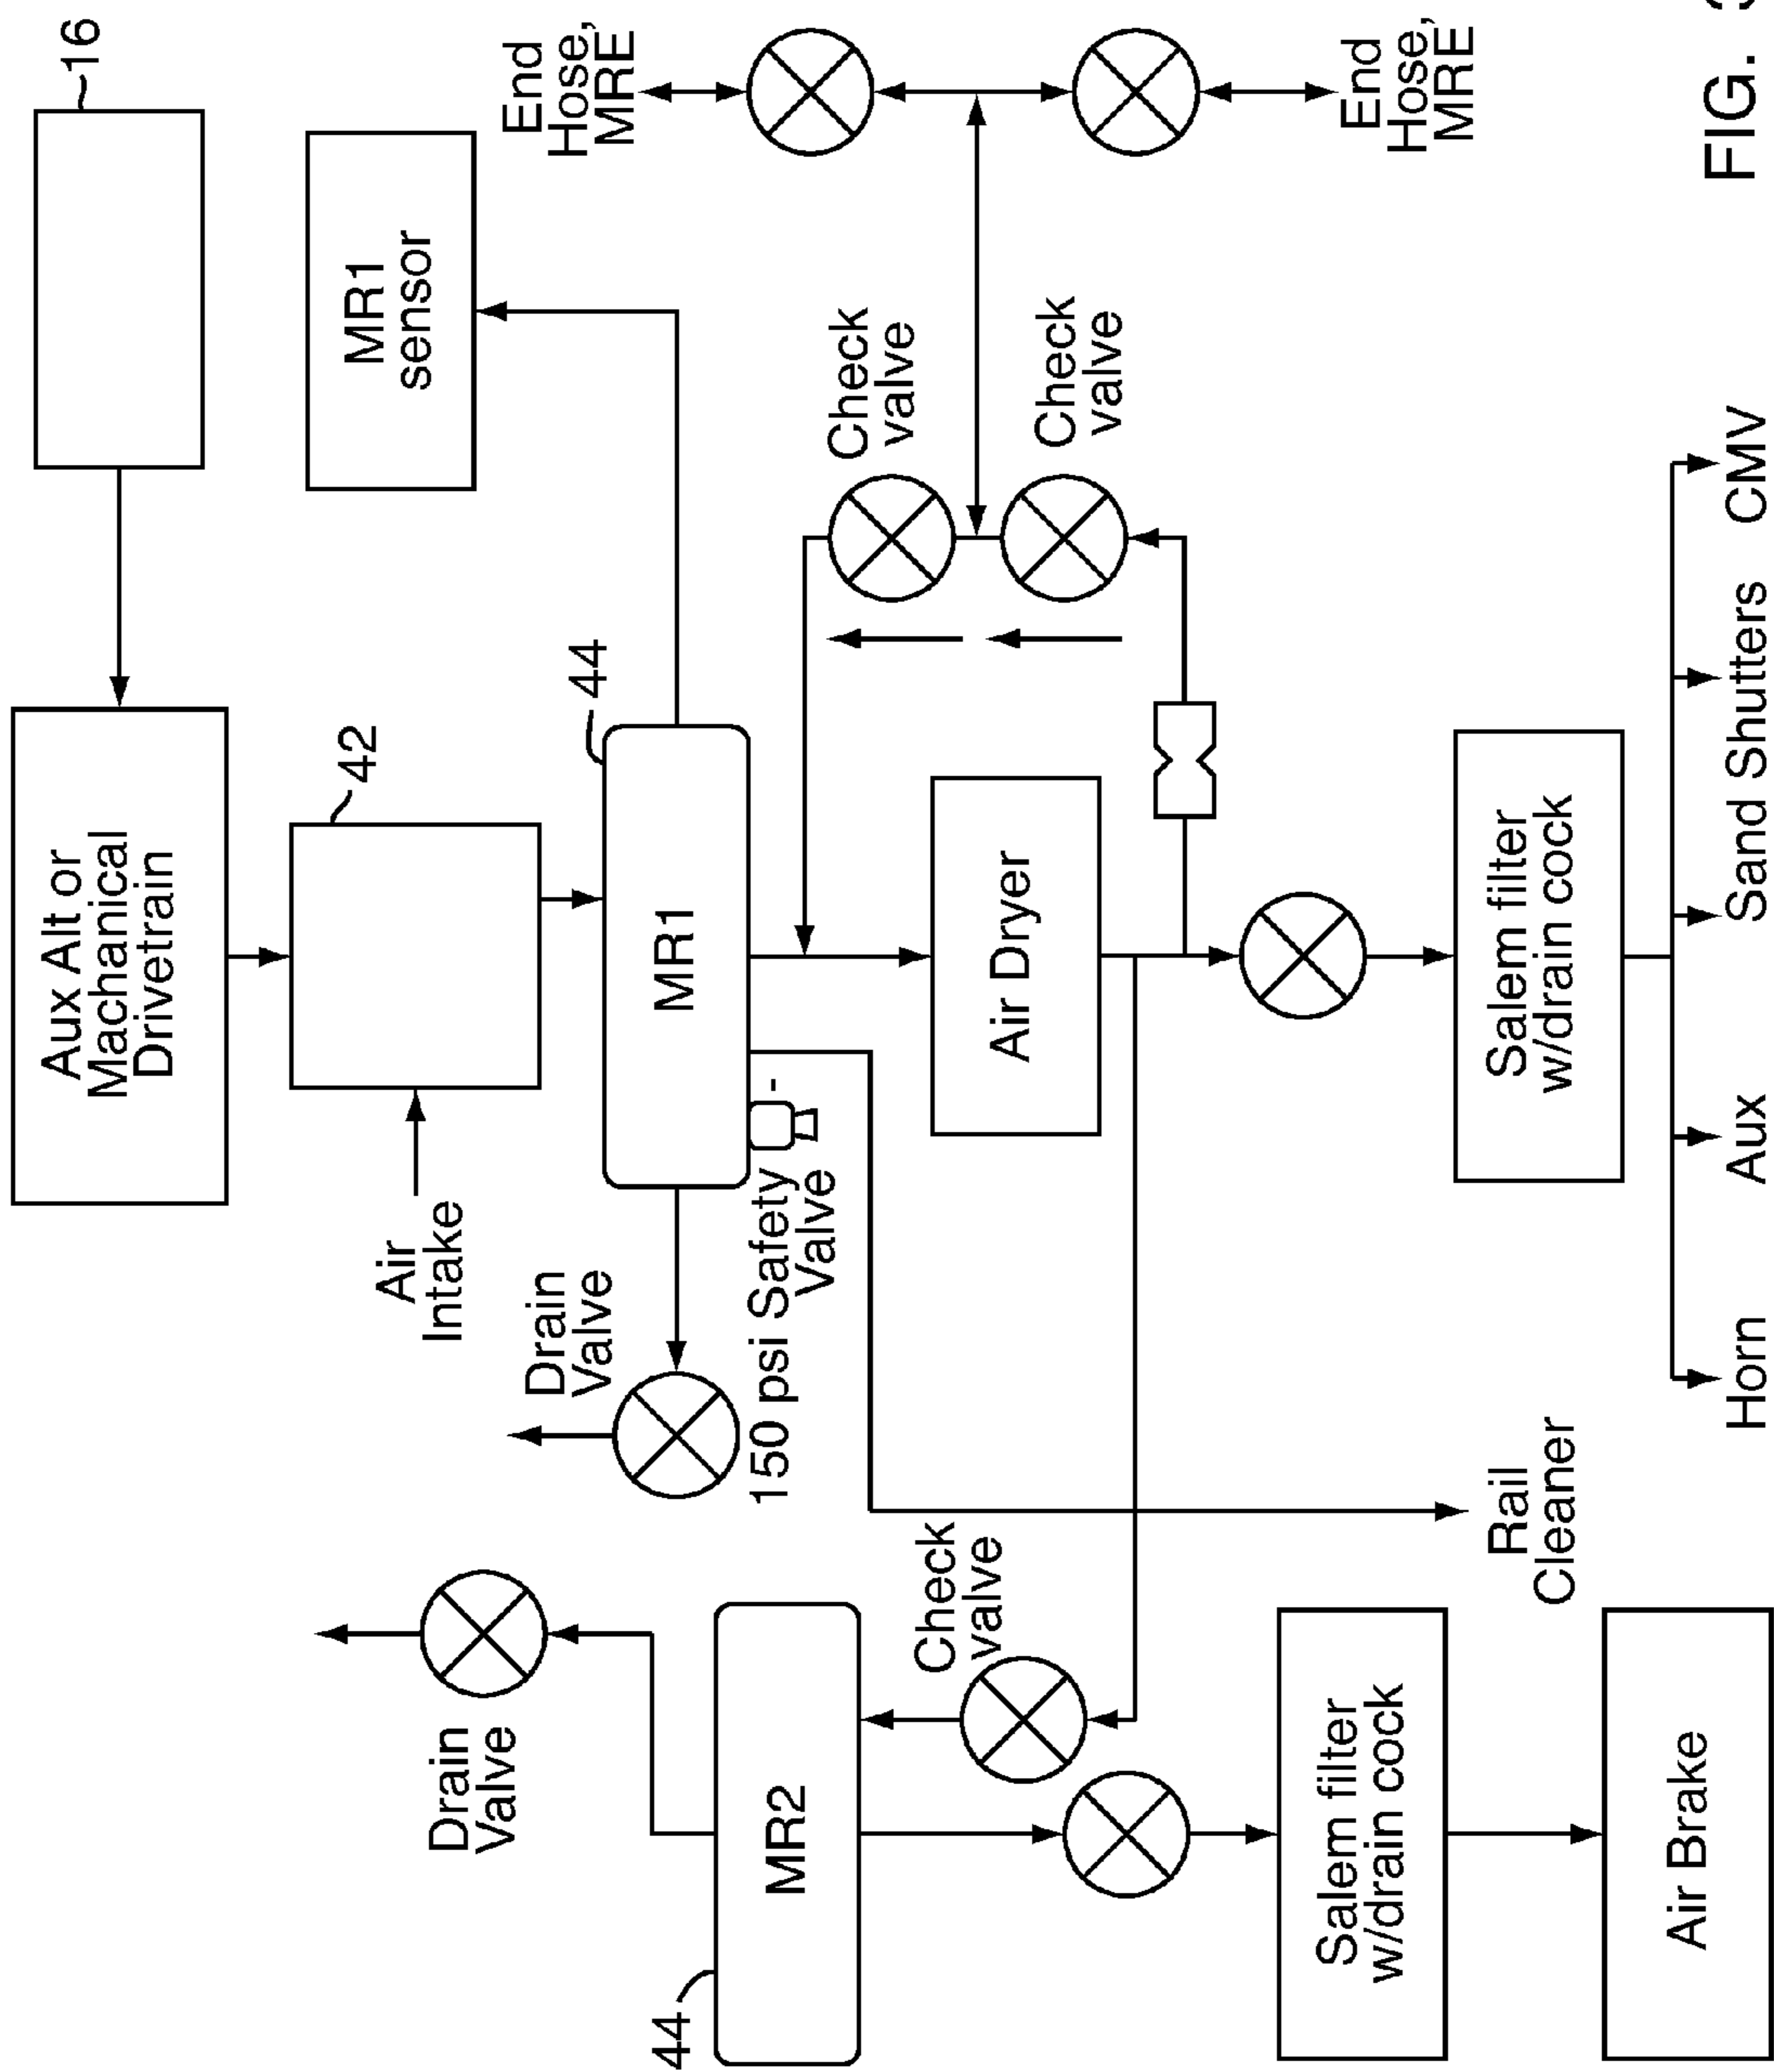 16
Aux Alt or
Machanical
Drivetrain
42
Air
Intake
MR1
sensor
End
Hose,
MRE
44
MR1
Drain
Valve
150 psi Safety
Valve
Check
valve
Check
valve
End
Hose,
MRE
Air Dryer
Drain
Valve
44
MR2
Check
valve
Salem filter
w/drain cock
Rail
Cleaner
Salem filter
w/drain cock
Air Brake
Horn
Aux
Sand Shutters
CMV
FIG.